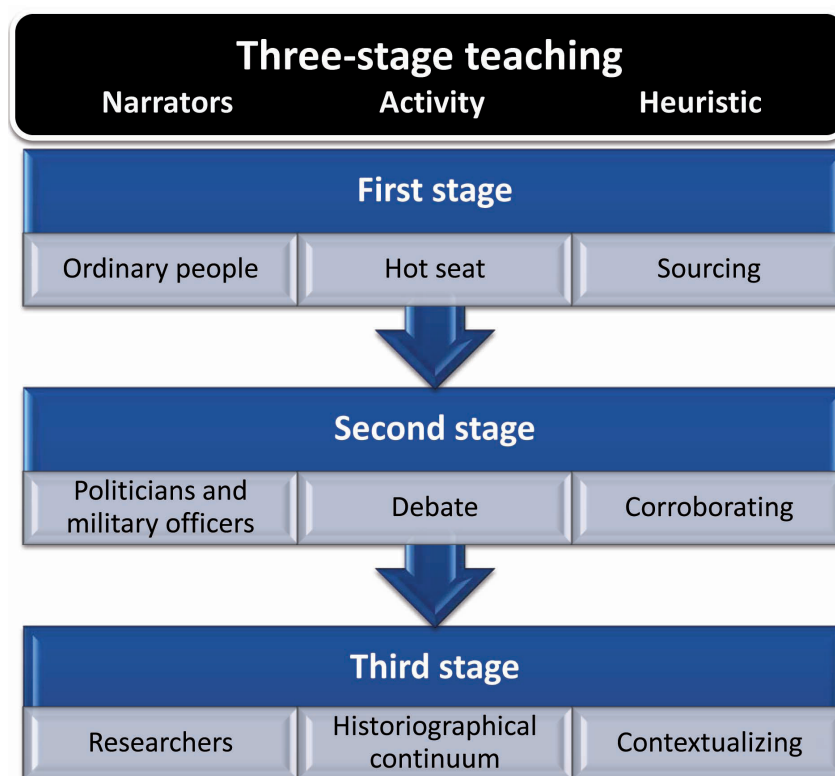 Three-stage teaching
Narrators Activity Heuristic
First stage
Ordinary people Hot seat Sourcing
Second stage
Politicians and
military officers Debate Corroborating
Third stage
Researchers Historiographical
continuum Contextualizing